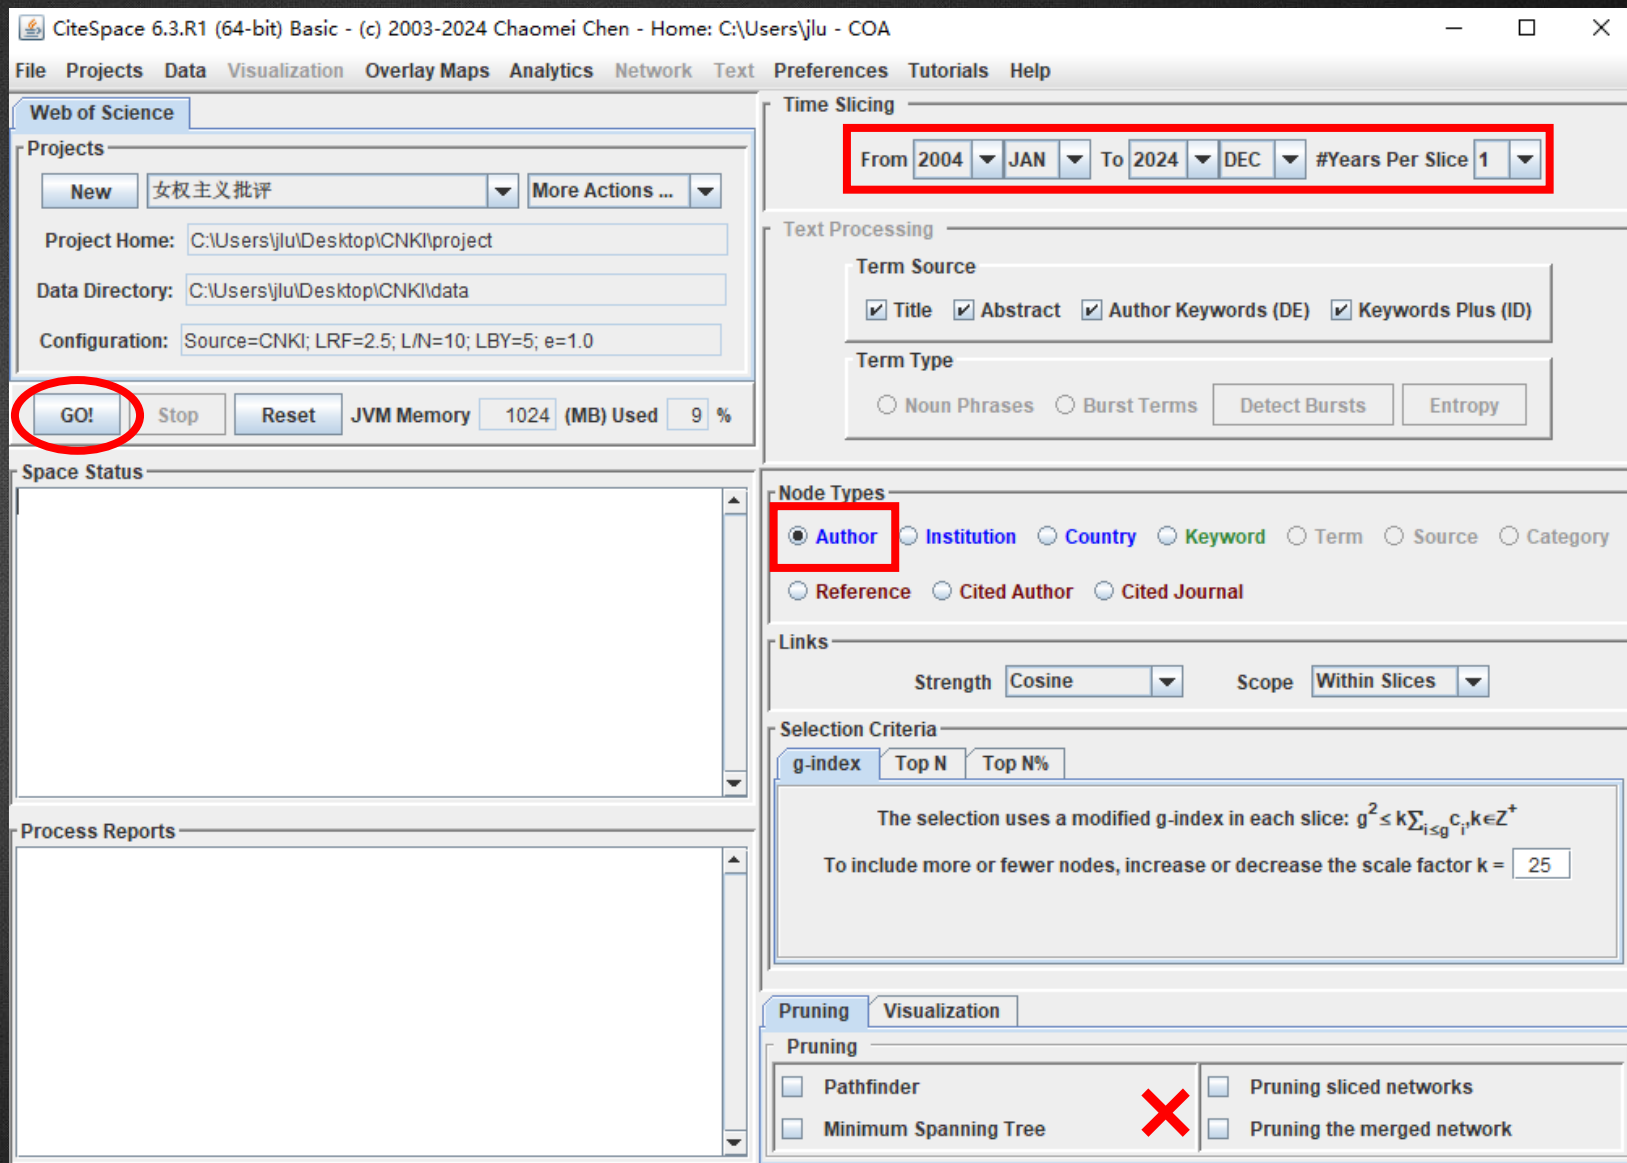 CiteSpace 6.3.R1 (64-bit) Basic - (c) 2003-2024 Chaomei Chen - Home: C:\Users\jlu - COA
File Projects Data Visualization Overlay Maps Analytics Network Text Preferences Tutorials Help
Web of Science
Projects
New 女权主义批评 More Actions ...
Project Home: C:\Users\jlu\Desktop\CNKI\project
Data Directory: C:\Users\jlu\Desktop\CNKI\data
Configuration: Source=CNKI; LRF=2.5; L/N=10; LBY=5; e=1.0
GO! Stop Reset JVM Memory 1024 (MB) Used 9 %
Space Status
Process Reports
Time Slicing
From 2004 JAN To 2024 DEC #Years Per Slice 1
Text Processing
Term Source
Title Abstract Author Keywords (DE) Keywords Plus (ID)
Term Type
Noun Phrases Burst Terms Detect Bursts Entropy
Node Types
Author Institution Country Keyword Term Source Category
Reference Cited Author Cited Journal
Links
Strength Cosine Scope Within Slices
Selection Criteria
g-index Top N Top N%
The selection uses a modified g-index in each slice: g²≤k∑i≤gci,k∈Z⁺
To include more or fewer nodes, increase or decrease the scale factor k = 25
Pruning Visualization
Pruning
Pathfinder Pruning sliced networks
Minimum Spanning Tree Pruning the merged network